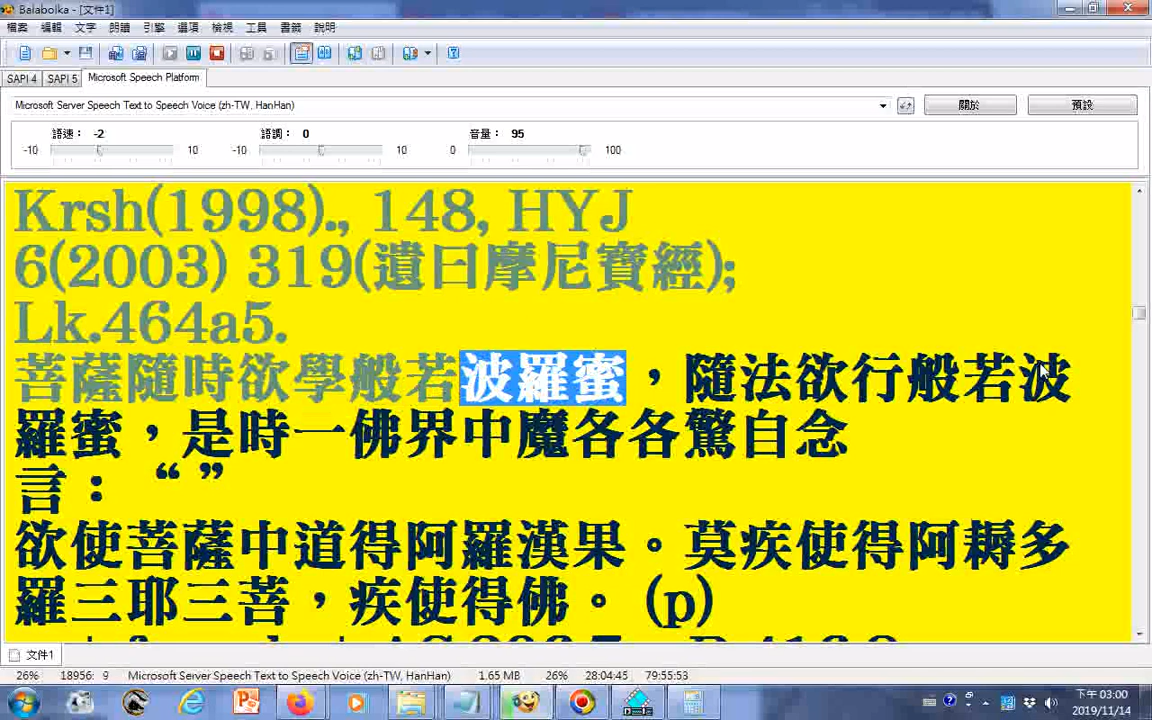 Balabolka - [文件1]
檔案 編輯 文字 朗讀 引擎 選項 檢視 工具 書籤 說明
SAPI 4 SAPI 5 Microsoft Speech Platform
Microsoft Server Speech Text to Speech Voice (zh-TW, HanHan) 關於 預設
語速: -2 語調: 0 音量: 95
-10 10 -10 10 0 100
Krsh(1998)., 148, HYJ
6(2003) 319(遺曰摩尼寶經);
Lk.464a5.
菩薩隨時欲學般若波羅蜜，隨法欲行般若波
羅蜜，是時一佛界中魔各各驚自念
言：“ ”
欲使菩薩中道得阿羅漢果。莫疾使得阿耨多
羅三耶三菩，疾使得佛。(p)
文件1
26% 18956: 9 Microsoft Server Speech Text to Speech Voice (zh-TW, HanHan) 1.65 MB 26% 28:04:45 79:55:53
下午 03:00
2019/11/14